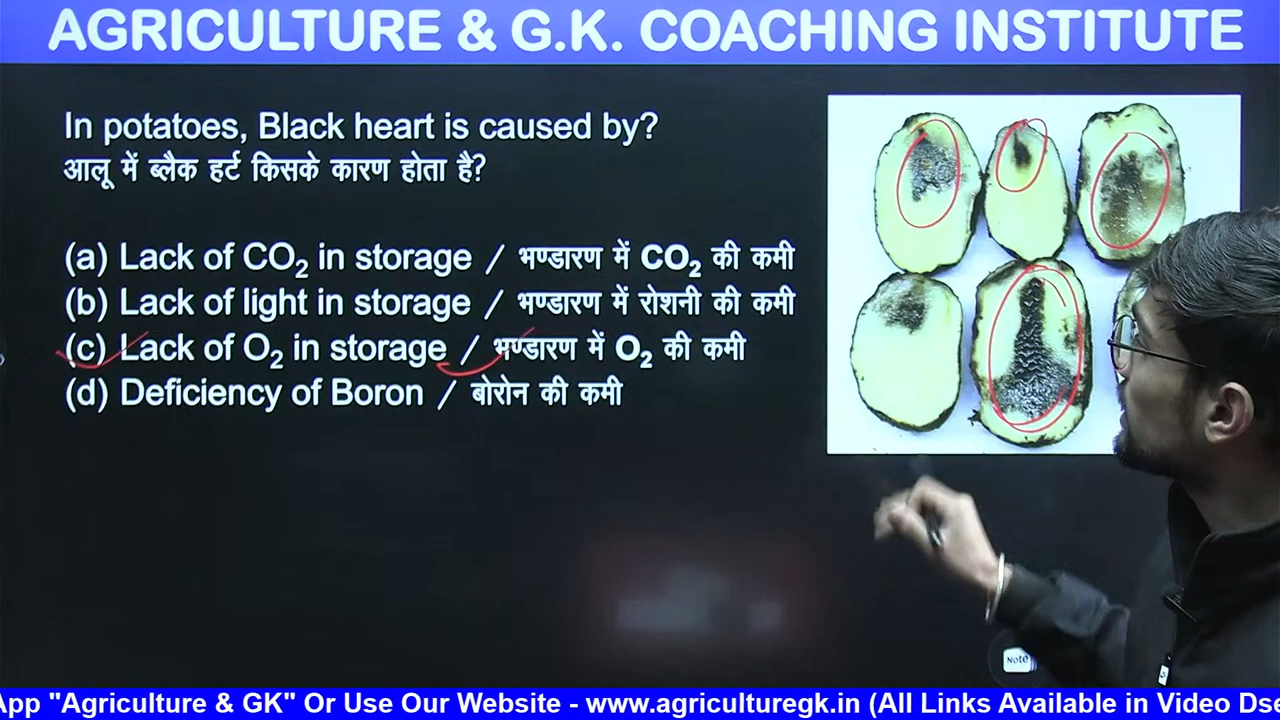 AGRICULTURE & G.K. COACHING INSTITUTE
In potatoes, Black heart is caused by?
आलू में ब्लैक हर्ट किसके कारण होता है?
(a) Lack of CO₂ in storage / भण्डारण में CO₂ की कमी
(b) Lack of light in storage / भण्डारण में रोशनी की कमी
(c) Lack of O₂ in storage / भण्डारण में O₂ की कमी
(d) Deficiency of Boron / बोरोन की कमी
Note
App "Agriculture & GK" Or Use Our Website - www.agriculturegk.in (All Links Available in Video Dse